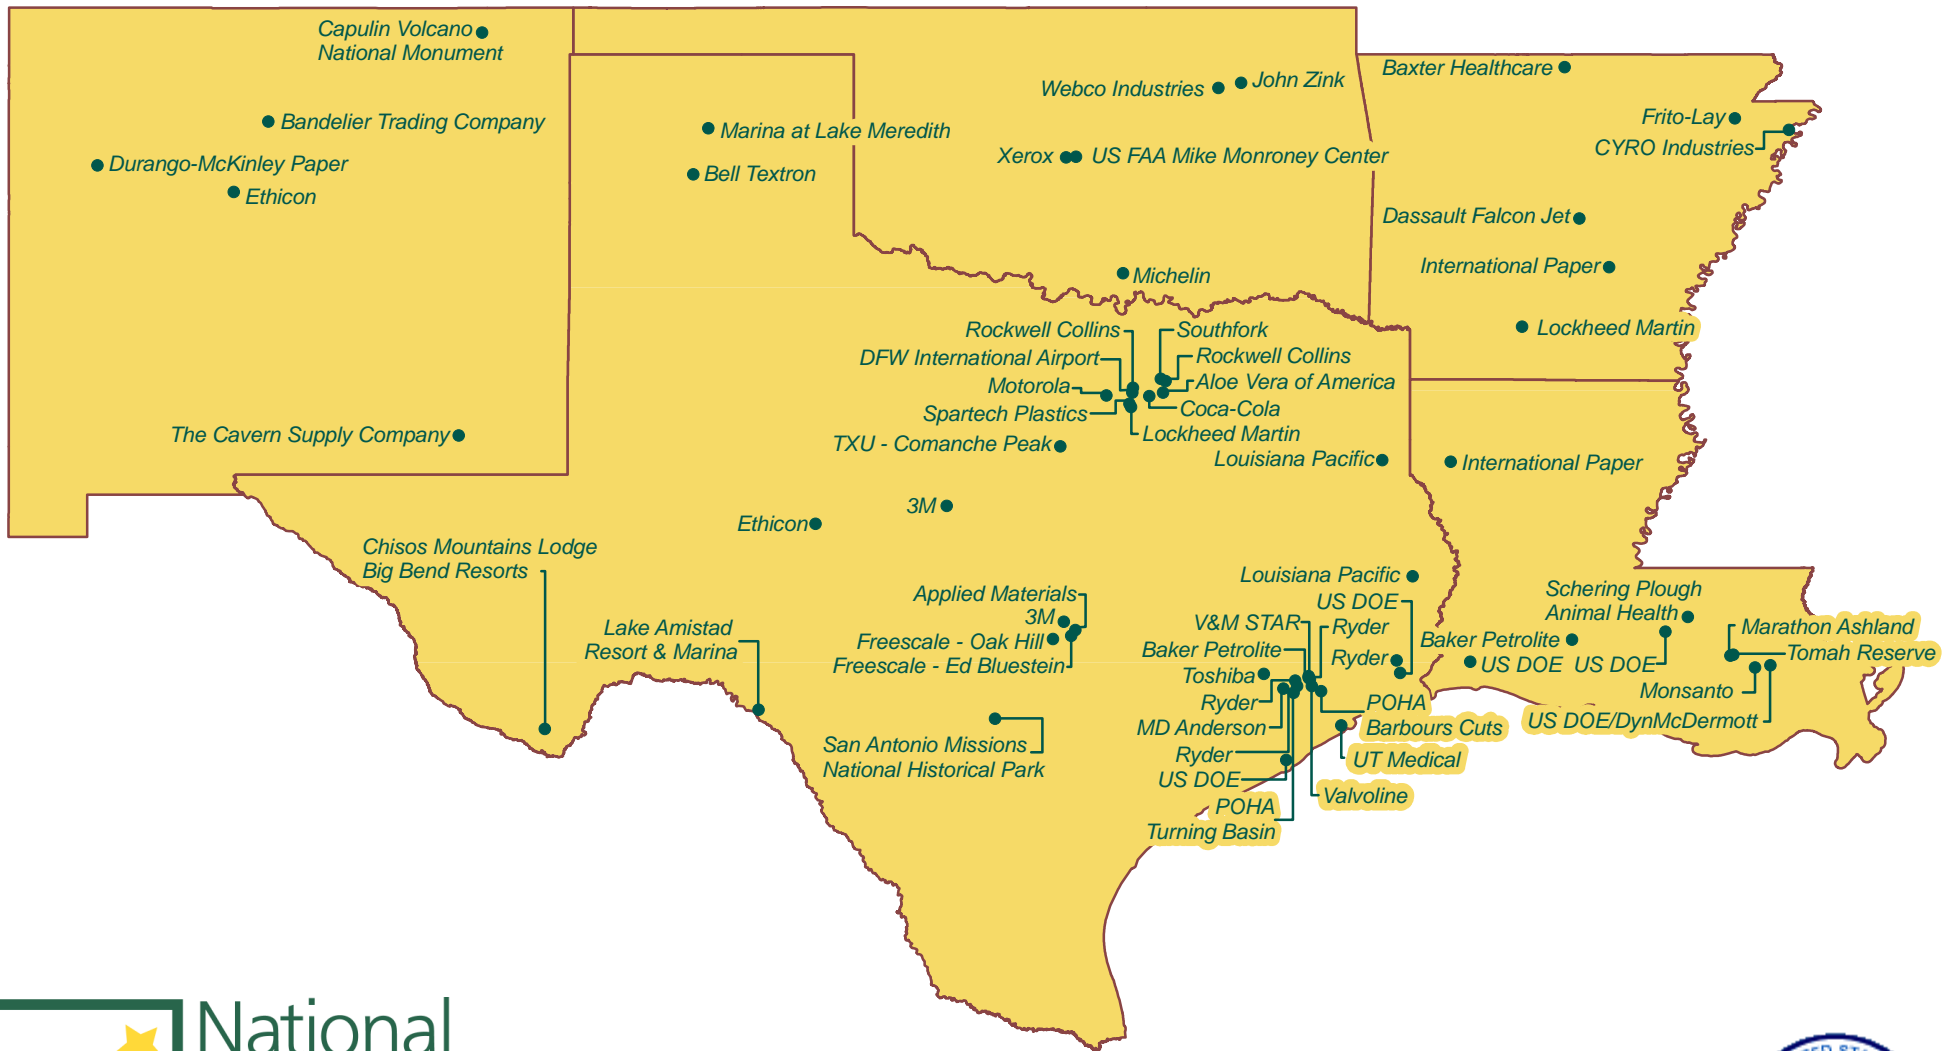 Capulin Volcano
National Monument
Bandelier Trading Company
Durango-McKinley Paper
Ethicon
The Cavern Supply Company
Marina at Lake Meredith
Bell Textron
Webco Industries
John Zink
Xerox
US FAA Mike Monroney Center
Michelin
Baxter Healthcare
Frito-Lay
CYRO Industries
Dassault Falcon Jet
International Paper
Lockheed Martin
Rockwell Collins
Southfork
DFW International Airport
Rockwell Collins
Motorola
Aloe Vera of America
Spartech Plastics
Coca-Cola
Lockheed Martin
TXU - Comanche Peak
Louisiana Pacific
International Paper
3M
Ethicon
Chisos Mountains Lodge
Big Bend Resorts
Lake Amistad
Resort & Marina
Applied Materials
3M
Freescale - Oak Hill
Freescale - Ed Bluestein
San Antonio Missions
National Historical Park
Louisiana Pacific
US DOE
V&M STAR
Ryder
Baker Petrolite
Ryder
Toshiba
Ryder
MD Anderson
Ryder
US DOE
POHA
Turning Basin
POHA
Barbours Cuts
UT Medical
Valvoline
Schering Plough
Animal Health
Baker Petrolite
US DOE
US DOE
Marathon Ashland
Tomah Reserve
Monsanto
US DOE/DynMcDermott
National